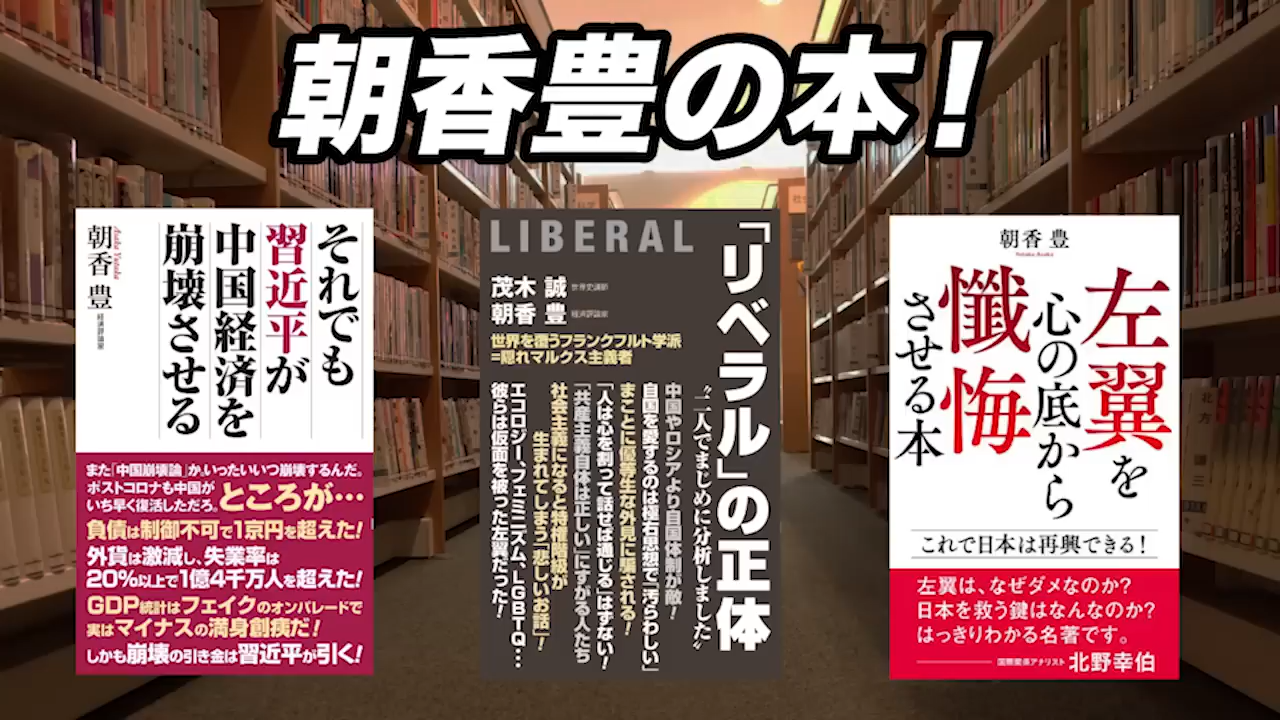 朝香豊の本！
それでも
習近平が
中国経済を
崩壊させる
Asaka Yutaka
朝香 豊
経済評論家
また「中国崩壊論」か。いったいいつ崩壊するんだ。
ポストコロナも中国が
いち早く復活しただろ。
ところが…
負債は制御不可で1京円を超えた！
外貨は激減し、失業率は
20%以上で1億4千万人を超えた！
GDP統計はフェイクのオンパレードで
実はマイナスの満身創痍だ！
しかも崩壊の引き金は習近平が引く！
LIBERAL
「リベラル」の正体
茂木 誠 世界史講師
朝香 豊 経済評論家
世界を覆うフランクフルト学派
=隠れマルクス主義者
“二人でまじめに分析しました”
中国やロシアより自国体制が敵！
自国を愛するのは極右思想で「汚らわしい」
まことに優等生な外見に騙される！
「人は心を割って話せば通じる」はずない！
「共産主義自体は正しい」にすがる人たち
社会主義になると特権階級が
生まれてしまう「悲しいお話」！
エコロジー、フェミニズム、LGBTQ…
彼らは仮面を被った左翼だった！
朝香 豊
Yutaka Asaka
左翼を
心の底から
懺悔
させる本
これで日本は再興できる！
左翼は、なぜダメなのか?
日本を救う鍵はなんなのか?
はっきりわかる名著です。
国際関係アナリスト 北野幸伯